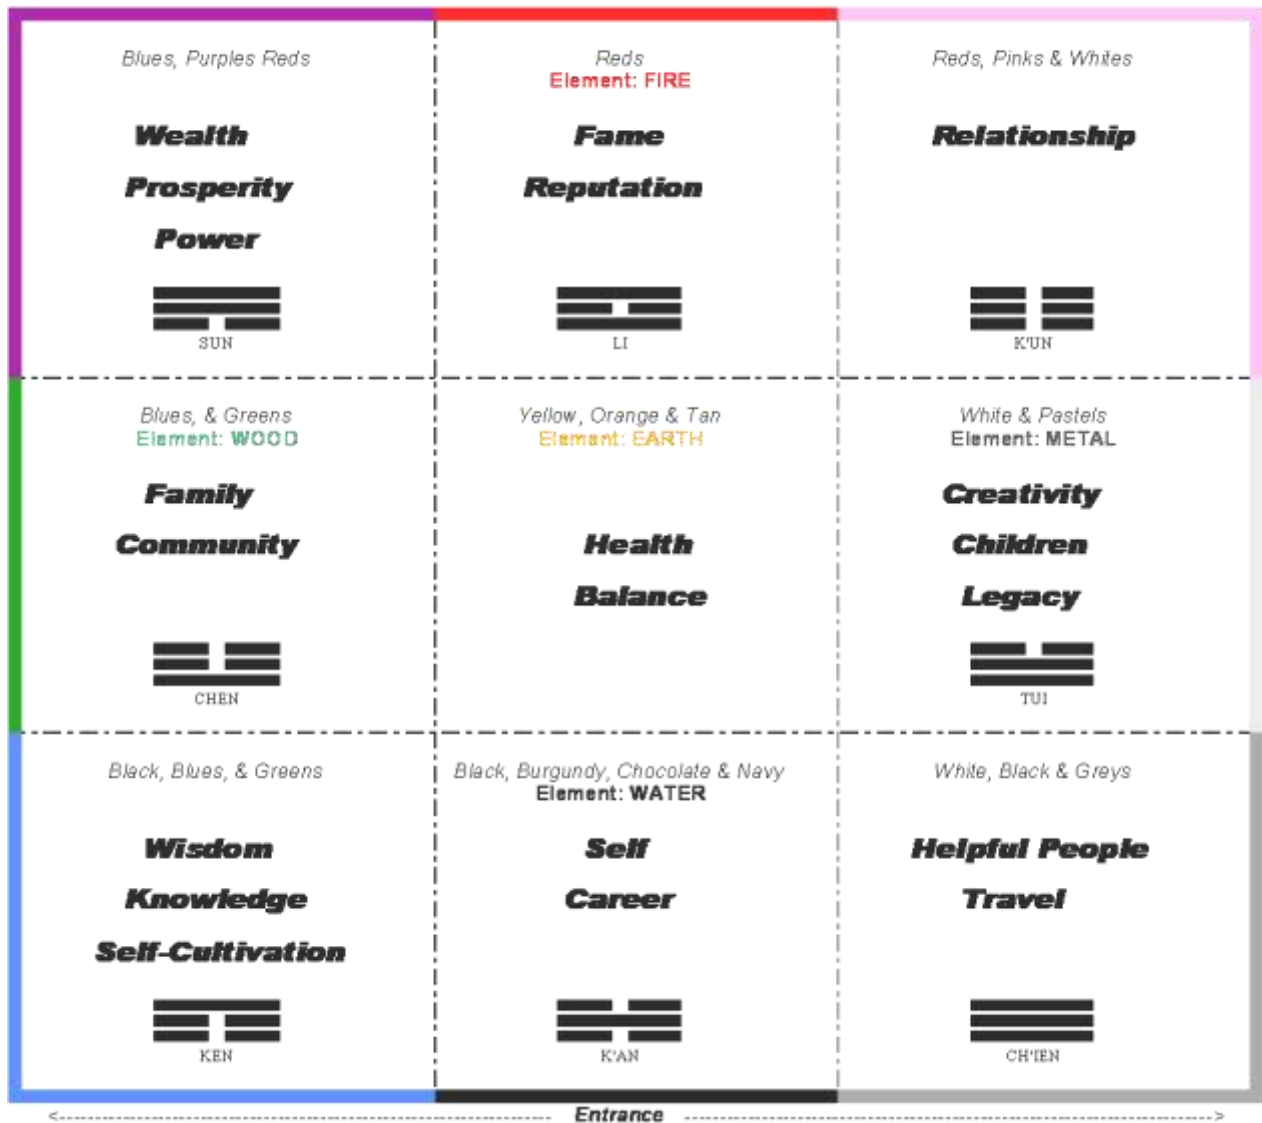 Blues, Purples Reds
Wealth
Prosperity
Power
SUN
Reds
Element: FIRE
Fame
Reputation
LI
Reds, Pinks & Whites
Relationship
K'UN
Blues, & Greens
Element: WOOD
Family
Community
CHEN
Yellow, Orange & Tan
Element: EARTH
Health
Balance
White & Pastels
Element: METAL
Creativity
Children
Legacy
TUI
Black, Blues, & Greens
Wisdom
Knowledge
Self-Cultivation
KEN
Black, Burgundy, Chocolate & Navy
Element: WATER
Self
Career
K'AN
White, Black & Greys
Helpful People
Travel
CH'IEN
Entrance